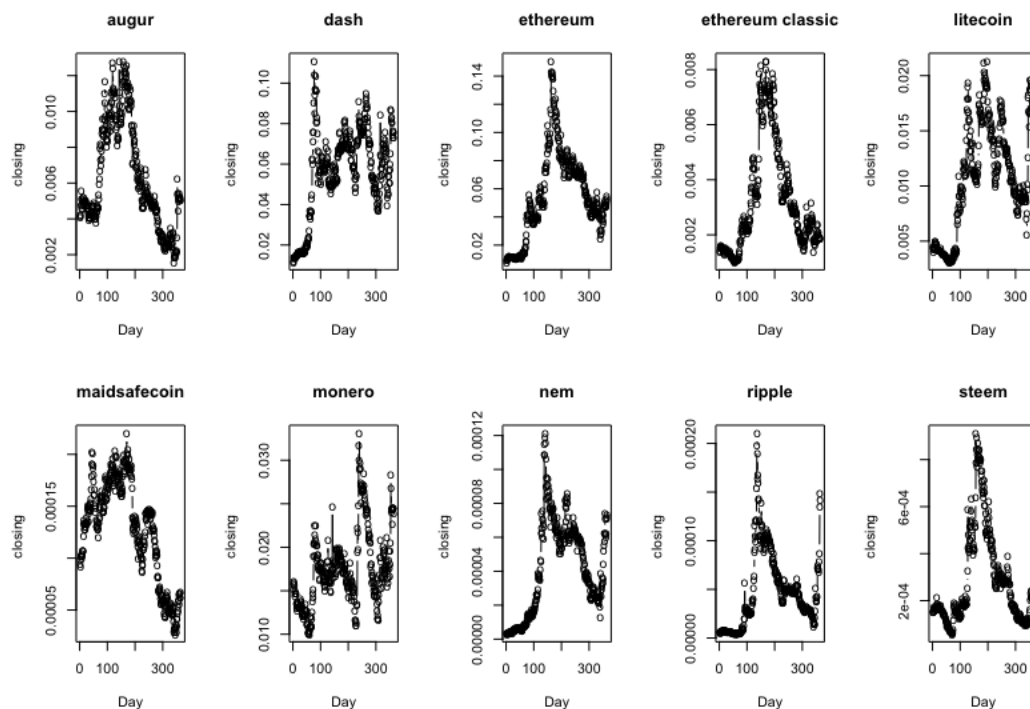 augur
closing
0.002
0.006
0.010
100
300
Day
dash
closing
0.02
0.04
0.06
0.08
0.10
100
300
Day
ethereum
closing
0.02
0.06
0.10
0.14
0
100
300
Day
ethereum classic
closing
0.002
0.004
0.006
0.008
0
100
300
Day
litecoin
closing
0.005
0.010
0.015
0.020
0
100
300
Day
maidsafecoin
closing
0.00005
0.00015
100
300
Day
monero
closing
0.010
0.020
0.030
0
100
300
Day
nem
closing
0.00000
0.00004
0.00008
0.00012
0
100
300
Day
ripple
closing
0.00000
0.00010
0.00020
0
100
300
Day
steem
closing
2e-04
6e-04
0
100
300
Day